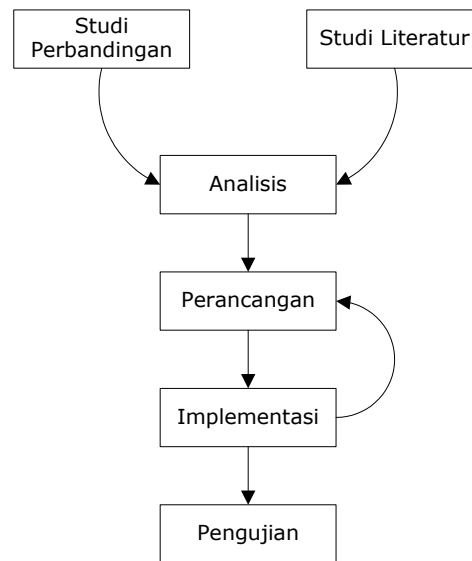 Studi
Perbandingan
Studi Literatur
Analisis
Perancangan
Implementasi
Pengujian